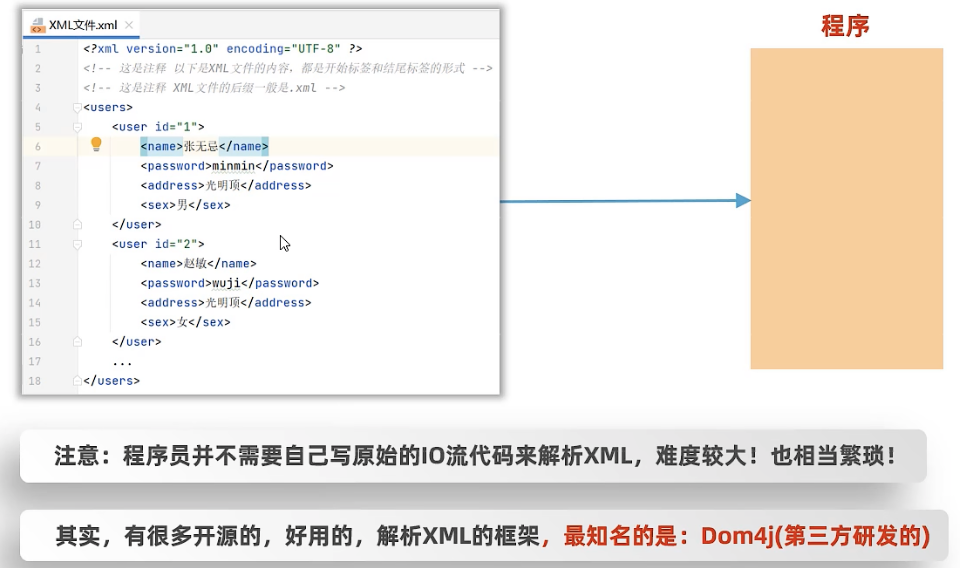 XML文件.xml
程序
1 <?xml version="1.0" encoding="UTF-8" ?>
2 <!-- 这是注释 以下是XML文件的内容，都是开始标签和结尾标签的形式 -->
3 <!-- 这是注释 XML文件的后缀一般是.xml -->
4 <users>
5 <user id="1">
6 <name>张无忌</name>
7 <password>minmin</password>
8 <address>光明顶</address>
9 <sex>男</sex>
10 </user>
11 <user id="2">
12 <name>赵敏</name>
13 <password>wuji</password>
14 <address>光明顶</address>
15 <sex>女</sex>
16 </user>
17 ...
18 </users>
注意：程序员并不需要自己写原始的IO流代码来解析XML，难度较大！也相当繁琐！
其实，有很多开源的，好用的，解析XML的框架，最知名的是：Dom4j(第三方研发的)